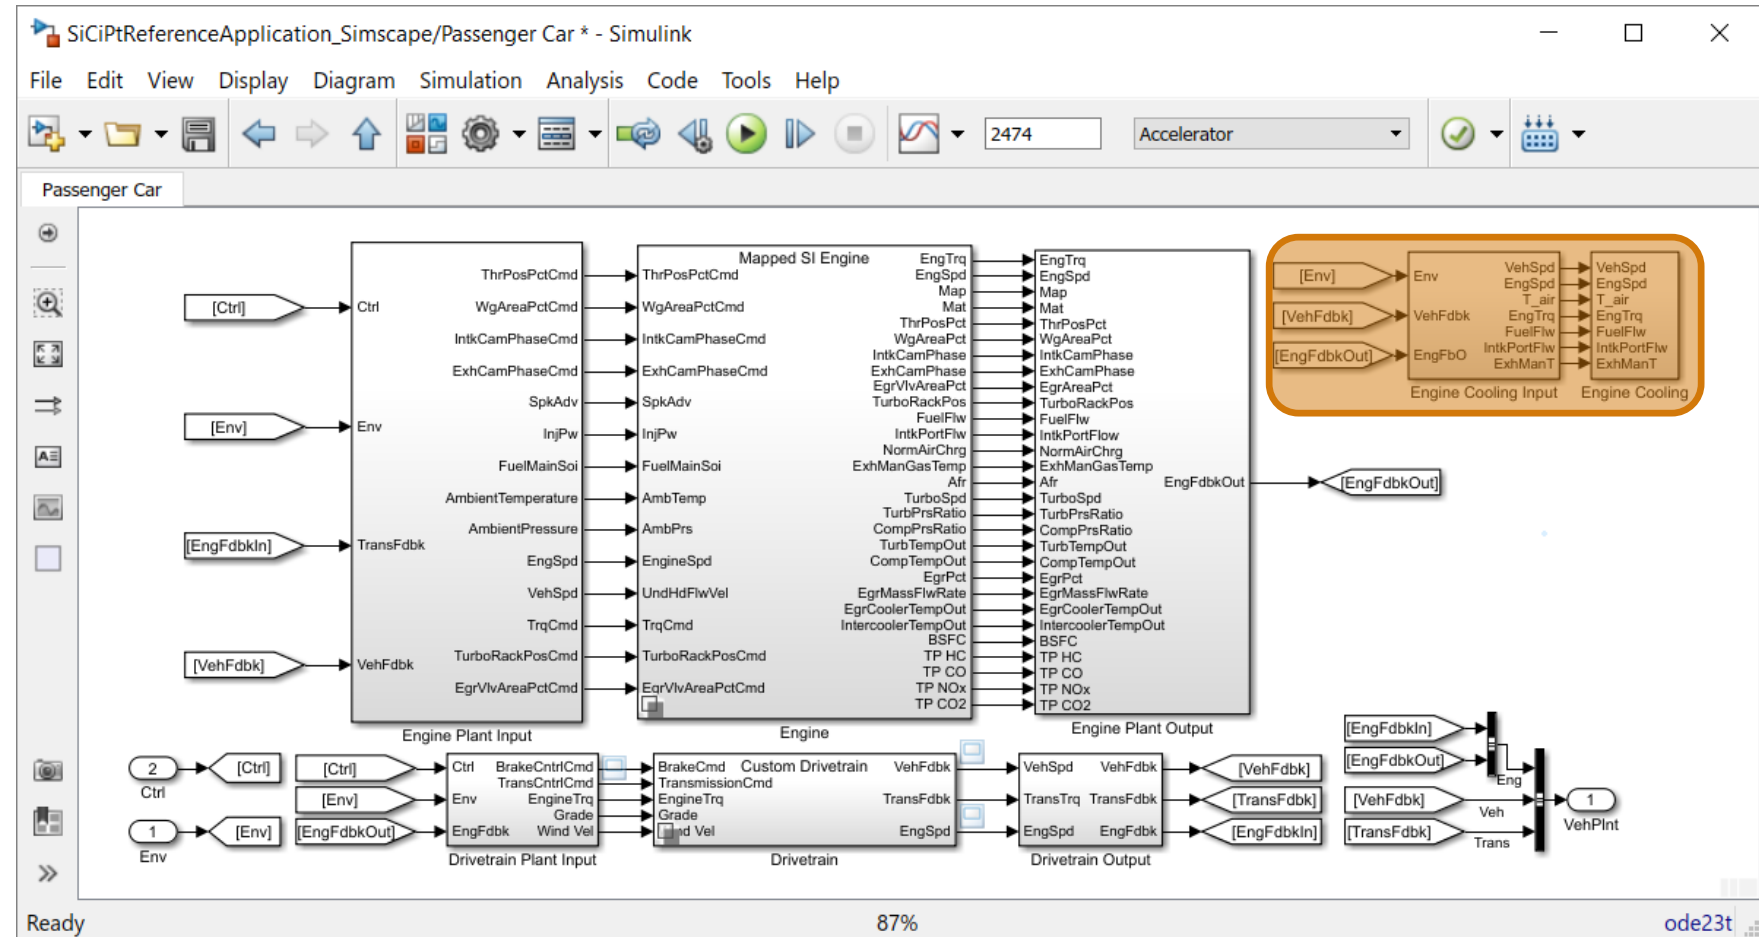 SiCiPtReferenceApplication_Simscape/Passenger Car * - Simulink
File Edit View Display Diagram Simulation Analysis Code Tools Help
2474 Accelerator
Passenger Car
[Ctrl]
[Env]
[EngFdbkIn]
[VehFdbk]
Ctrl
Env
TransFdbk
VehFdbk
ThrPosPctCmd
WgAreaPctCmd
IntkCamPhaseCmd
ExhCamPhaseCmd
SpkAdv
InjPw
FuelMainSoi
AmbientTemperature
AmbientPressure
EngSpd
VehSpd
TrqCmd
TurboRackPosCmd
EgrVlvAreaPctCmd
Engine Plant Input
Mapped SI Engine
ThrPosPctCmd
WgAreaPctCmd
IntkCamPhaseCmd
ExhCamPhaseCmd
SpkAdv
InjPw
FuelMainSoi
AmbTemp
AmbPrs
EngineSpd
UndHdFlwVel
TrqCmd
TurboRackPosCmd
EgrVlvAreaPctCmd
EngTrq
EngSpd
Map
Mat
ThrPosPct
WgAreaPct
IntkCamPhase
ExhCamPhase
EgrVlvAreaPct
TurboRackPos
FuelFlw
IntkPortFlw
NormAirChrg
ExhManGasTemp
Afr
TurboSpd
TurbPrsRatio
CompPrsRatio
TurbTempOut
CompTempOut
EgrPct
EgrMassFlwRate
EgrCoolerTempOut
IntercoolerTempOut
BSFC
TP HC
TP CO
TP NOx
TP CO2
Engine
EngTrq
EngSpd
Map
Mat
ThrPosPct
WgAreaPct
IntkCamPhase
ExhCamPhase
EgrAreaPct
TurboRackPos
FuelFlw
IntkPortFlow
NormAirChrg
ExhManGasTemp
Afr
TurboSpd
TurbPrsRatio
CompPrsRatio
TurbTempOut
CompTempOut
EgrPct
EgrMassFlwRate
EgrCoolerTempOut
IntercoolerTempOut
BSFC
TP HC
TP CO
TP NOx
TP CO2
EngFdbkOut
Engine Plant Output
[EngFdbkOut]
[Env]
[VehFdbk]
[EngFdbkOut]
Env
VehFdbk
EngFbO
VehSpd
EngSpd
T_air
EngTrq
FuelFlw
IntkPortFlw
ExhManT
Engine Cooling Input
VehSpd
EngSpd
T_air
EngTrq
FuelFlw
IntkPortFlw
ExhManT
Engine Cooling
2
Ctrl
[Ctrl]
1
Env
[Env]
[Ctrl]
[Env]
[EngFdbkOut]
Ctrl
Env
EngFdbk
BrakeCntrlCmd
TransCntrlCmd
EngineTrq
Grade
Wind Vel
Drivetrain Plant Input
BrakeCmd Custom Drivetrain
TransmissionCmd
EngineTrq
Grade
nd Vel
VehFdbk
TransFdbk
EngSpd
Drivetrain
VehSpd
TransTrq
EngSpd
VehFdbk
TransFdbk
EngFdbk
Drivetrain Output
[VehFdbk]
[TransFdbk]
[EngFdbkIn]
[EngFdbkIn]
[EngFdbkOut]
Eng
[VehFdbk]
Veh
[TransFdbk]
Trans
1
VehPlnt
Ready 87% ode23t